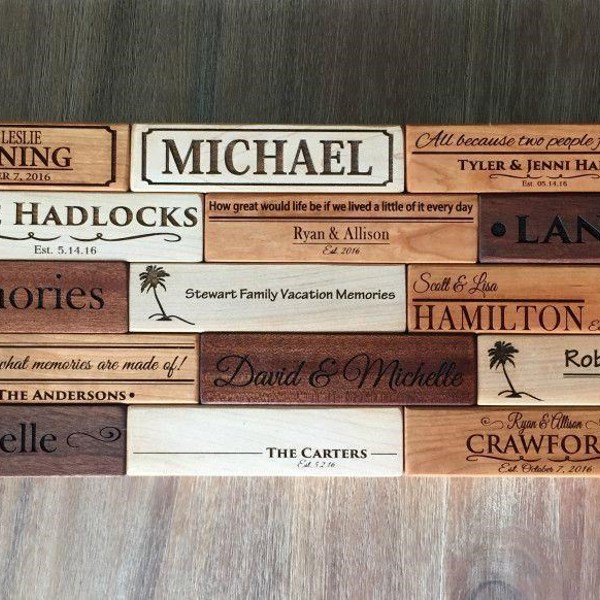 LESLIE
NING
ER 7, 2016
MICHAEL
All because two people f
TYLER & JENNI HA
Est. 05.14.16
E HADLOCKS
Est. 5.14.16
How great would life be if we lived a little of it every day
Ryan & Allison
Est. 2016
•LAN
ories
Stewart Family Vacation Memories
Scott & Lisa
HAMILTON E
what memories are made of!
THE ANDERSONS•
David & Michelle
Rob
elle
THE CARTERS
Est. 5.2.16
Ryan & Allison
CRAWFOR
Est. October 7, 2016